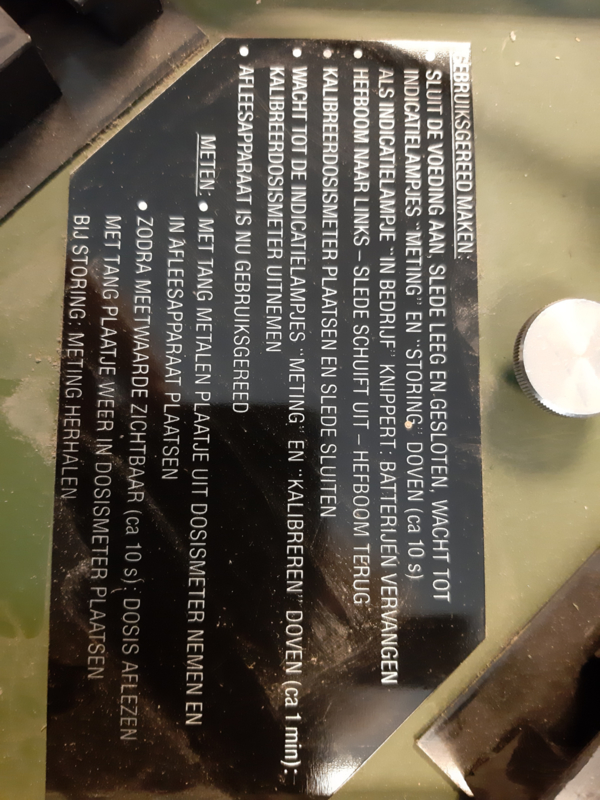 GEBRUIKSGEREED MAKEN:
• SLUIT DE VOEDING AAN, SLEDE LEEG EN GESLOTEN, WACHT TOT
INDICATIELAMPJES "METING" EN "STORING" DOVEN (ca 10 s)
ALS INDICATIELAMPJE "IN BEDRIJF" KNIPPERT: BATTERIJEN VERVANGEN
• HEFBOOM NAAR LINKS – SLEDE SCHUIFT UIT – HEFBOOM TERUG
• KALIBREERDOSISMETER PLAATSEN EN SLEDE SLUITEN
• WACHT TOT DE INDICATIELAMPJES "METING" EN "KALIBREREN" DOVEN (ca 1 min):
KALIBREERDOSISMETER UITNEMEN
• AFLEESAPPARAAT IS NU GEBRUIKSGEREED
METEN: • MET TANG METALEN PLAATJE UIT DOSISMETER NEMEN EN
IN AFLEESAPPARAAT PLAATSEN
• ZODRA MEETWAARDE ZICHTBAAR (ca 10 s): DOSIS AFLEZEN
MET TANG PLAATJE WEER IN DOSISMETER PLAATSEN
BIJ STORING: METING HERHALEN